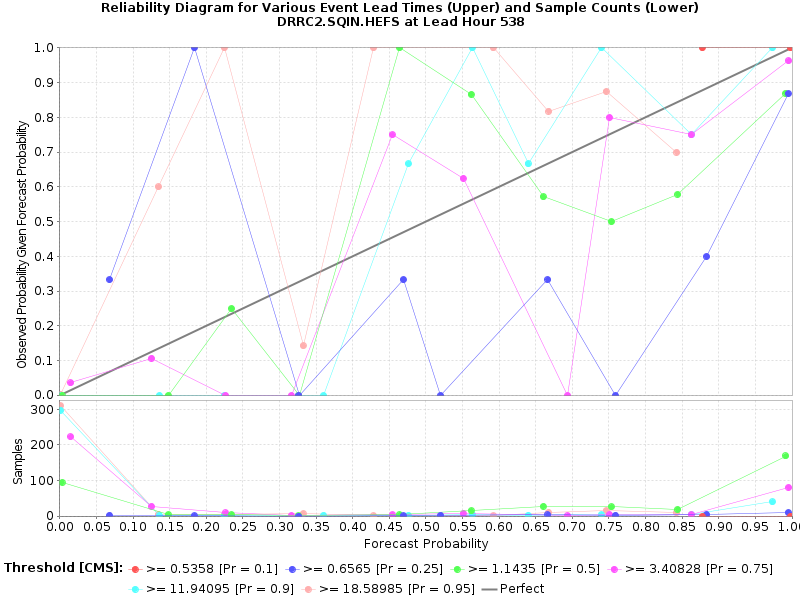 Reliability Diagram for Various Event Lead Times (Upper) and Sample Counts (Lower)
DRRC2.SQIN.HEFS at Lead Hour 538
Observed Probability Given Forecast Probability
1.0
0.9
0.8
0.7
0.6
0.5
0.4
0.3
0.2
0.1
0.0
Samples
300
200
100
0
0.00 0.05 0.10 0.15 0.20 0.25 0.30 0.35 0.40 0.45 0.50 0.55 0.60 0.65 0.70 0.75 0.80 0.85 0.90 0.95 1.0
Forecast Probability
Threshold [CMS]: >= 0.5358 [Pr = 0.1] >= 0.6565 [Pr = 0.25] >= 1.1435 [Pr = 0.5] >= 3.40828 [Pr = 0.75]
>= 11.94095 [Pr = 0.9] >= 18.58985 [Pr = 0.95] Perfect